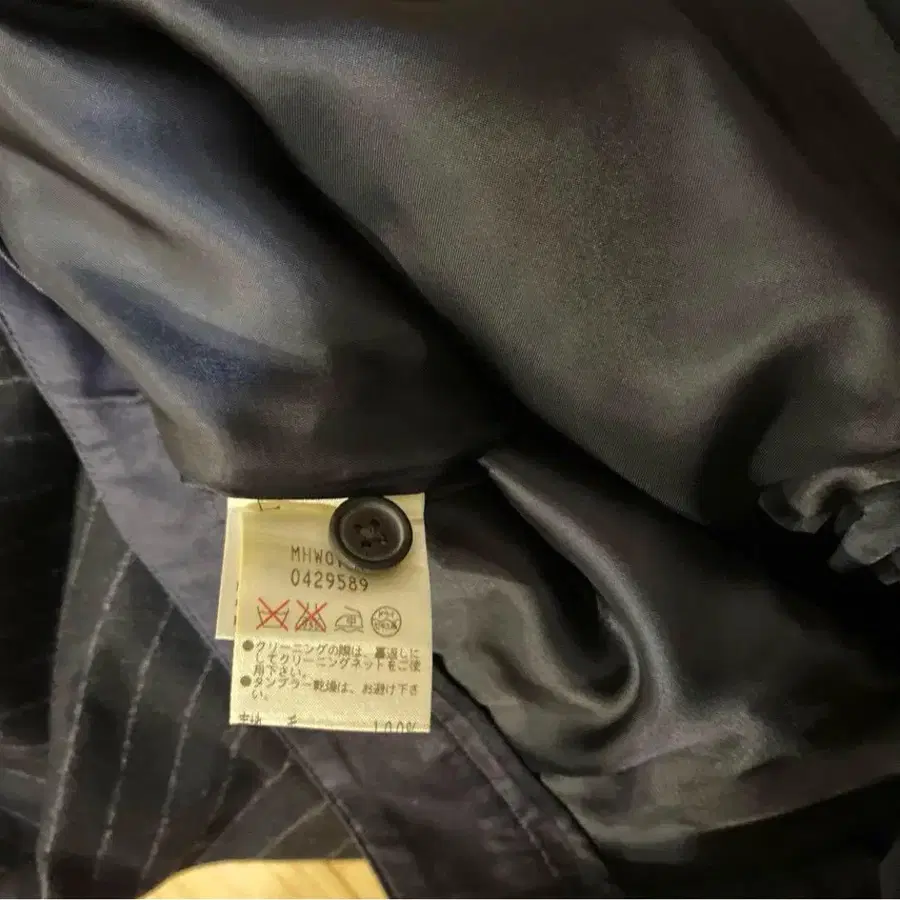 L
MHW0
0429589
●クリーニングの際は、裏返しに
してクリーニングネットをご使
用下さい。
●タンブラー乾燥は、お避け下さ
い。
毛 100%